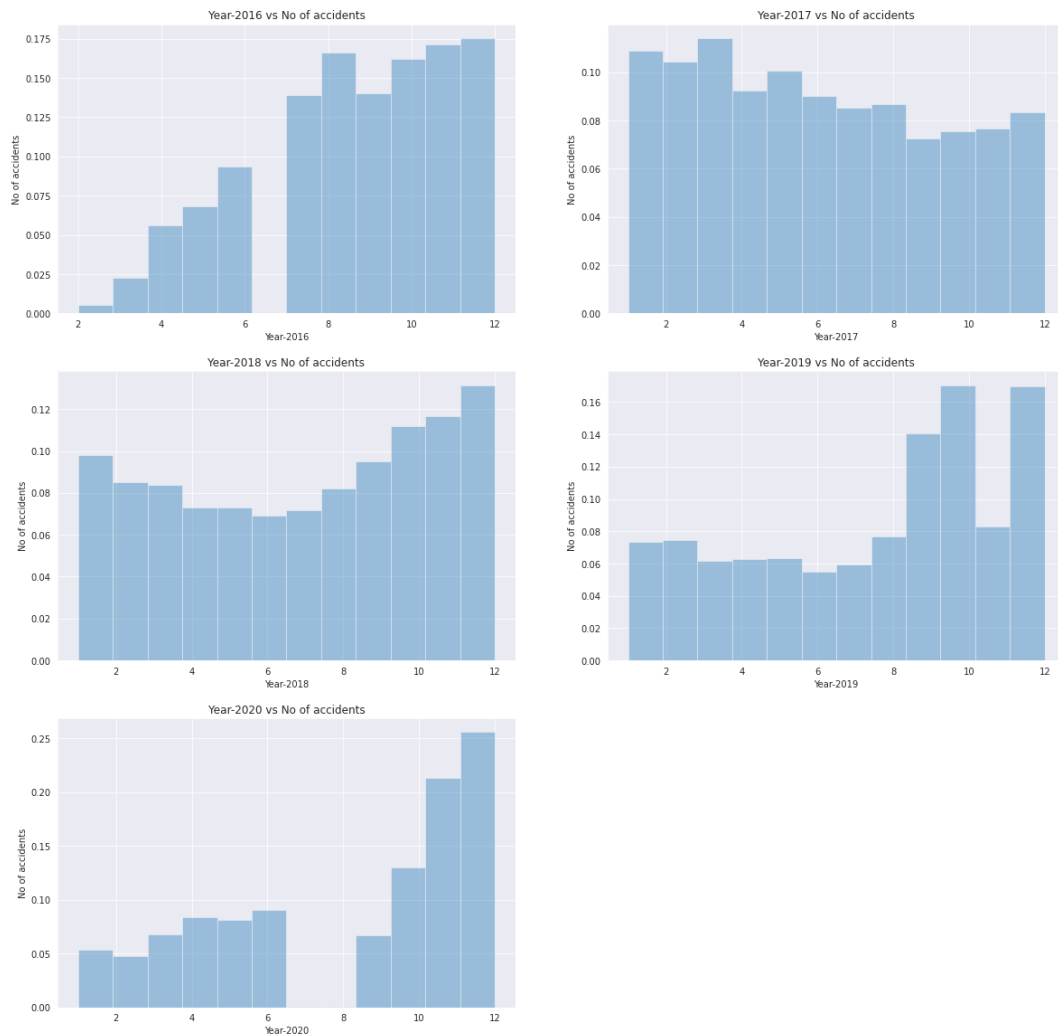 Year-2016 vs No of accidents
No of accidents
0.175
0.150
0.125
0.100
0.075
0.050
0.025
0.000
2 4 6 8 10 12
Year-2016
Year-2017 vs No of accidents
No of accidents
0.10
0.08
0.06
0.04
0.02
0.00
2 4 6 8 10 12
Year-2017
Year-2018 vs No of accidents
No of accidents
0.12
0.10
0.08
0.06
0.04
0.02
0.00
2 4 6 8 10 12
Year-2018
Year-2019 vs No of accidents
No of accidents
0.16
0.14
0.12
0.10
0.08
0.06
0.04
0.02
0.00
2 4 6 8 10 12
Year-2019
Year-2020 vs No of accidents
No of accidents
0.25
0.20
0.15
0.10
0.05
0.00
2 4 6 8 10 12
Year-2020